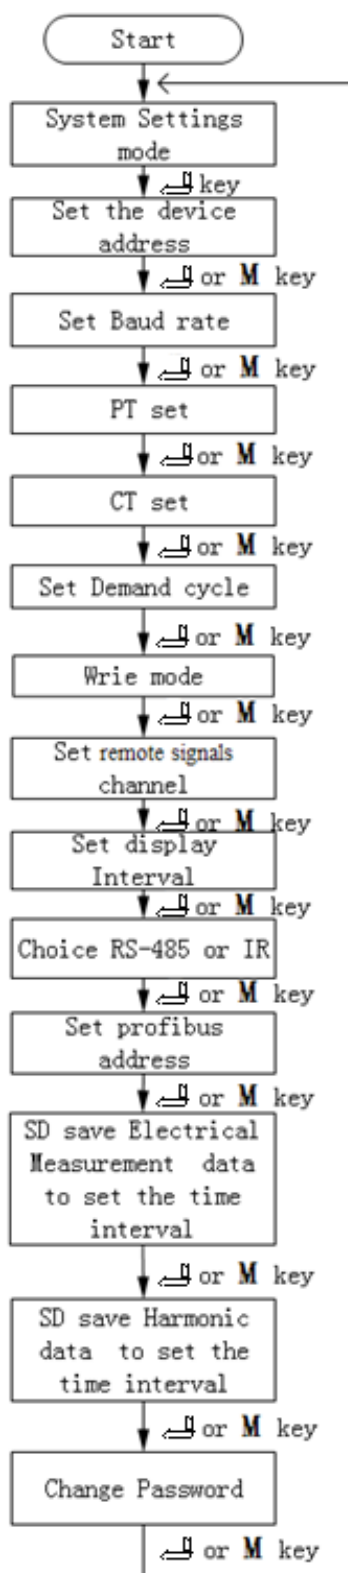 Start
System Settings
mode
key
Set the device
address
or M key
Set Baud rate
or M key
PT set
or M key
CT set
or M key
Set Demand cycle
or M key
Wrie mode
or M key
Set remote signals
channel
or M key
Set display
Interval
or M key
Choice RS-485 or IR
or M key
Set profibus
address
or M key
SD save Electrical
Measurement data
to set the time
interval
or M key
SD save Harmonic
data to set the
time interval
or M key
Change Password
or M key